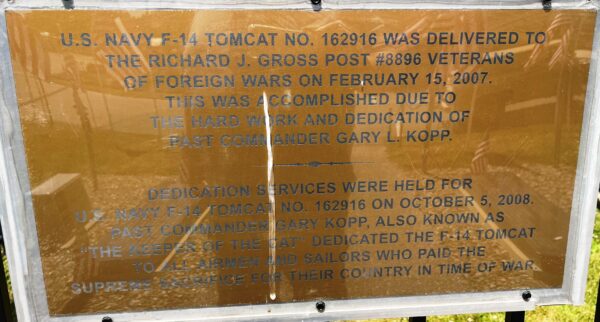 U.S. NAVY F-14 TOMCAT NO. 162916 WAS DELIVERED TO
THE RICHARD J. GROSS POST #8896 VETERANS
OF FOREIGN WARS ON FEBRUARY 15, 2007.
THIS WAS ACCOMPLISHED DUE TO
THE HARD WORK AND DEDICATION OF
PAST COMMANDER GARY L. KOPP.
DEDICATION SERVICES WERE HELD FOR
U.S. NAVY F-14 TOMCAT NO. 162916 ON OCTOBER 5, 2008.
PAST COMMANDER GARY KOPP, ALSO KNOWN AS
"THE KEEPER OF THE CAT" DEDICATED THE F-14 TOMCAT
TO ALL AIRMEN AND SAILORS WHO PAID THE
SUPREME SACRIFICE FOR THEIR COUNTRY IN TIME OF WAR.